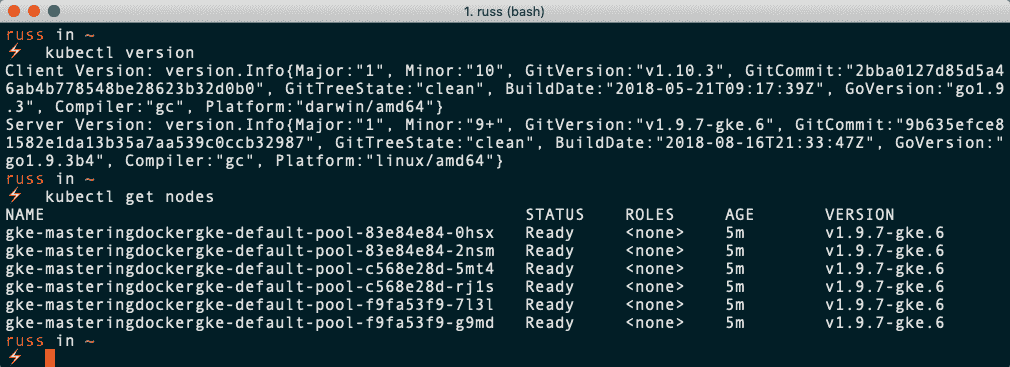 1. russ (bash)
russ in ~
⚡ kubectl version
Client Version: version.Info{Major:"1", Minor:"10", GitVersion:"v1.10.3", GitCommit:"2bba0127d85d5a4
6ab4b778548be28623b32d0b0", GitTreeState:"clean", BuildDate:"2018-05-21T09:17:39Z", GoVersion:"go1.9
.3", Compiler:"gc", Platform:"darwin/amd64"}
Server Version: version.Info{Major:"1", Minor:"9+", GitVersion:"v1.9.7-gke.6", GitCommit:"9b635efce8
1582e1da13b35a7aa539c0ccb32987", GitTreeState:"clean", BuildDate:"2018-08-16T21:33:47Z", GoVersion:"
go1.9.3b4", Compiler:"gc", Platform:"linux/amd64"}
russ in ~
⚡ kubectl get nodes
NAME STATUS ROLES AGE VERSION
gke-masteringdockergke-default-pool-83e84e84-0hsx Ready <none> 5m v1.9.7-gke.6
gke-masteringdockergke-default-pool-83e84e84-2nsm Ready <none> 5m v1.9.7-gke.6
gke-masteringdockergke-default-pool-c568e28d-5mt4 Ready <none> 5m v1.9.7-gke.6
gke-masteringdockergke-default-pool-c568e28d-rj1s Ready <none> 5m v1.9.7-gke.6
gke-masteringdockergke-default-pool-f9fa53f9-7l3l Ready <none> 5m v1.9.7-gke.6
gke-masteringdockergke-default-pool-f9fa53f9-g9md Ready <none> 5m v1.9.7-gke.6
russ in ~
⚡